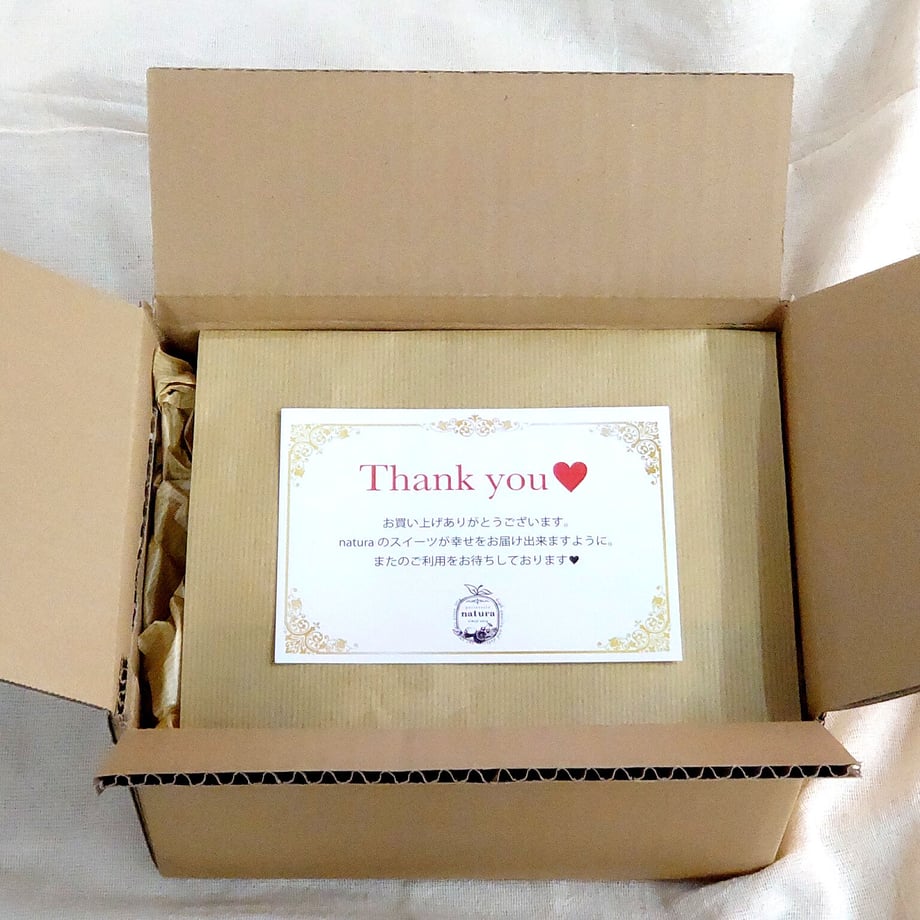 Thank you♥
お買い上げありがとうございます。
natura のスイーツが幸せをお届け出来ますように。
またのご利用をお待ちしております♥
natura